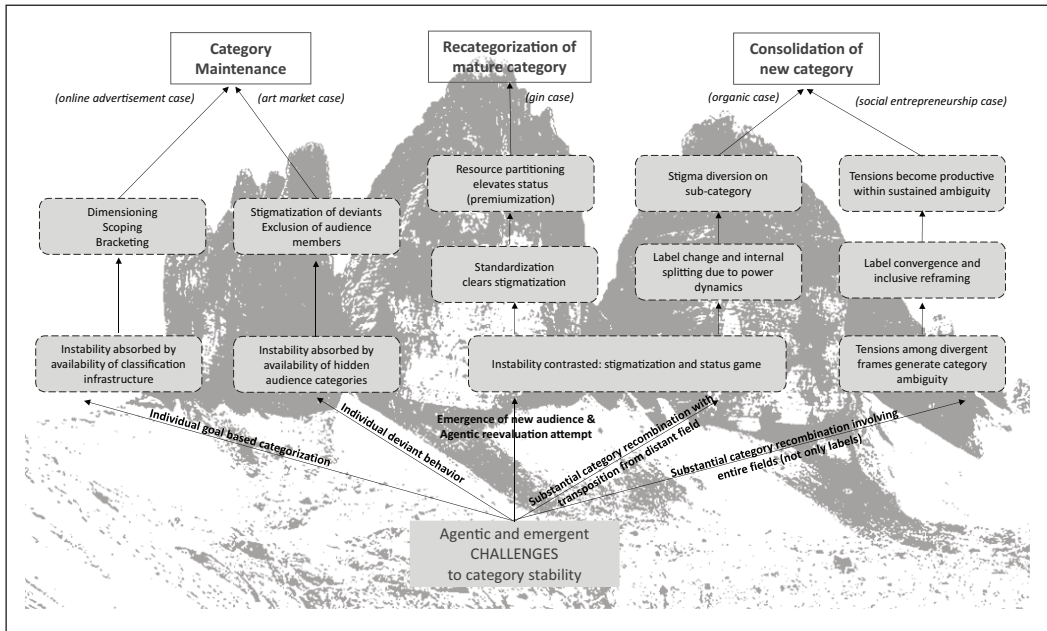 Category
Maintenance
Recategorization of
mature category
Consolidation of
new category
(online advertisement case)
(art market case)
(gin case)
(organic case)
(social entrepreneurship case)
Resource partitioning
elevates status
(premiumization)
Stigma diversion on
sub-category
Tensions become productive
within sustained ambiguity
Dimensioning
Scoping
Bracketing
Stigmatization of deviants
Exclusion of audience
members
Standardization
clears stigmatization
Label change and internal
splitting due to power
dynamics
Label convergence and
inclusive reframing
Instability absorbed by
availability of classification
infrastructure
Instability absorbed by
availability of hidden
audience categories
Instability contrasted: stigmatization and status game
Tensions among divergent
frames generate category
ambiguity
Individual goal based categorization
Individual deviant behavior
Emergence of new audience &
Agentic reevaluation attempt
Substantial category recombination with
transposition from distant field
Substantial category recombination involving
entire fields (not only labels)
Agentic and emergent
CHALLENGES
to category stability